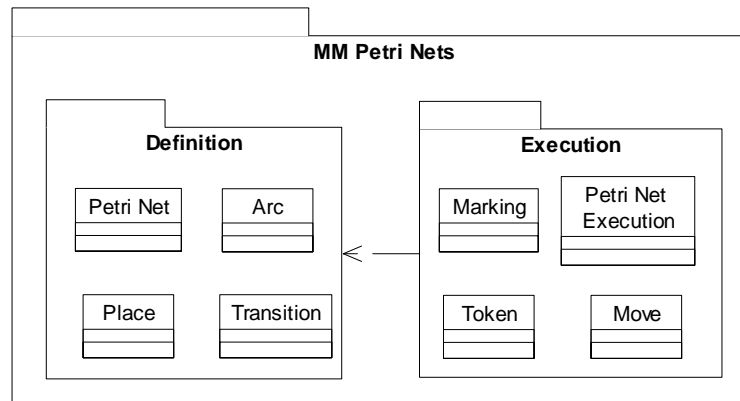 MM Petri Nets
Definition
Petri Net
Arc
Place
Transition
Execution
Marking
Petri Net
Execution
Token
Move